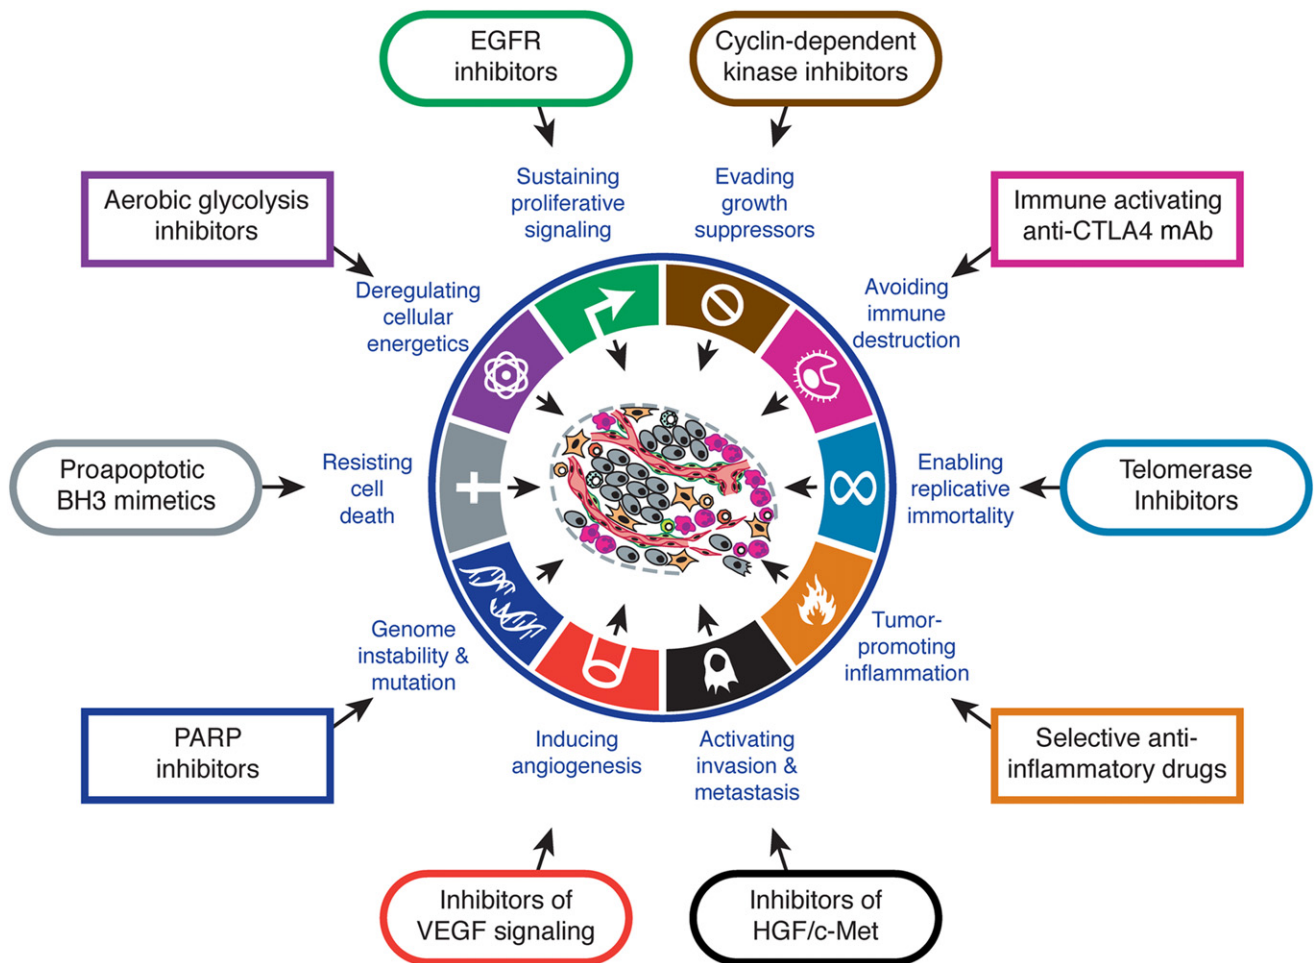 EGFR
inhibitors
Cyclin-dependent
kinase inhibitors
Sustaining
proliferative
signaling
Evading
growth
suppressors
Aerobic glycolysis
inhibitors
Immune activating
anti-CTLA4 mAb
Deregulating
cellular
energetics
Avoiding
immune
destruction
Proapoptotic
BH3 mimetics
Resisting
cell
death
Enabling
replicative
immortality
Telomerase
Inhibitors
Genome
instability &
mutation
Tumor-
promoting
inflammation
PARP
inhibitors
Inducing
angiogenesis
Activating
invasion &
metastasis
Selective anti-
inflammatory drugs
Inhibitors of
VEGF signaling
Inhibitors of
HGF/c-Met